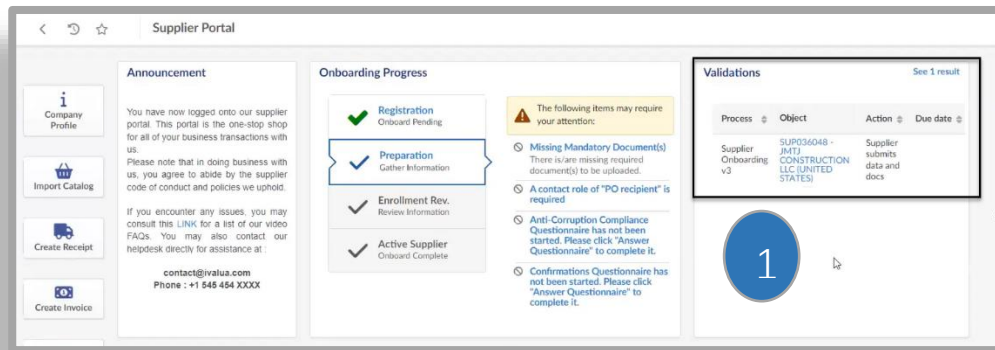 Supplier Portal
Company
Profile
Import Catalog
Create Receipt
Create Invoice
Announcement
You have now logged onto our supplier
portal. This portal is the one-stop shop
for all of your business transactions with
us.
Please note that in doing business with
us, you agree to abide by the supplier
code of conduct and policies we uphold.
If you encounter any issues, you may
consult this LINK for a list of our video
FAQs. You may also contact our
helpdesk directly for assistance at :
contact@ivalua.com
Phone : +1 545 454 XXXX
Onboarding Progress
Registration
Onboard Pending
Preparation
Gather Information
Enrollment Rev.
Review Information
Active Supplier
Onboard Complete
The following items may require
your attention:
Missing Mandatory Document(s)
There is/are missing required
document(s) to be uploaded.
A contact role of "PO recipient" is
required
Anti-Corruption Compliance
Questionnaire has not been
started. Please click "Answer
Questionnaire" to complete it.
Confirmations Questionnaire has
not been started. Please click
"Answer Questionnaire" to
complete it.
Validations
See 1 result
Process Object Action Due date
Supplier
Onboarding
v3
SUP036048 -
JMTJ
CONSTRUCTION
LLC (UNITED
STATES)
Supplier
submits
data and
docs
1